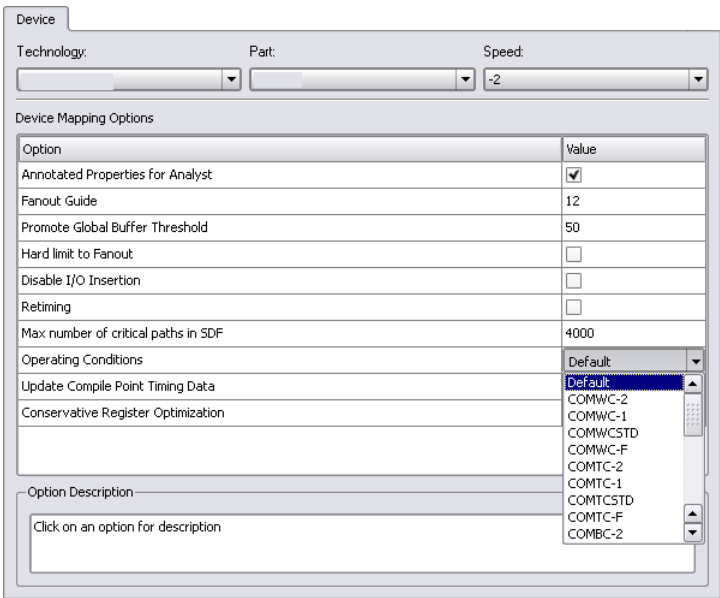 Device
Technology: Part: Speed:
-2
Device Mapping Options
Option Value
Annotated Properties for Analyst
Fanout Guide 12
Promote Global Buffer Threshold 50
Hard limit to Fanout
Disable I/O Insertion
Retiming
Max number of critical paths in SDF 4000
Operating Conditions Default
Update Compile Point Timing Data
Conservative Register Optimization
Default
COMWC-2
COMWC-1
COMWCSTD
COMWC-F
COMTC-2
COMTC-1
COMTCSTD
COMTC-F
COMBC-2
Option Description
Click on an option for description